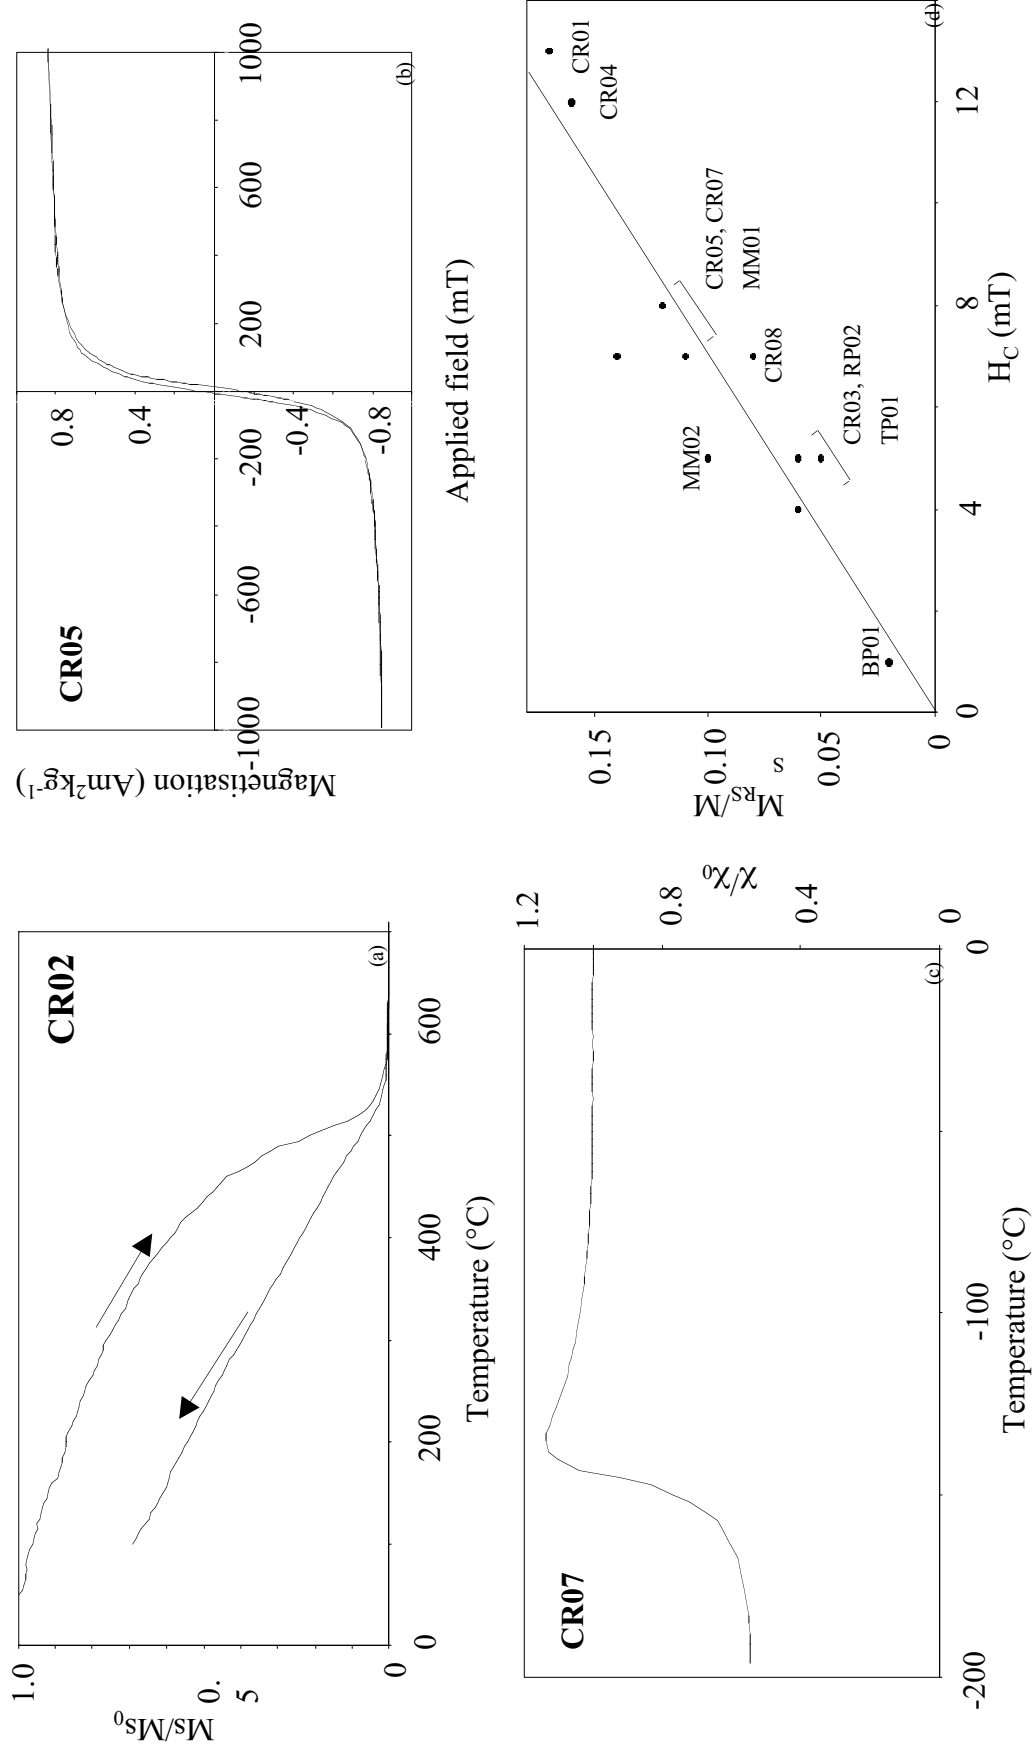 CR02
(a)
1.0
0.
5
0
Ms/Ms₀
0
200
400
600
Temperature (°C)
CR05
(b)
Magnetisation (Am²kg⁻¹)
0.8
0.4
-0.4
-0.8
-1000
-600
-200
200
600
1000
Applied field (mT)
CR07
(c)
1.2
0.8
0.4
0
χ/χ₀
-200
-100
0
Temperature (°C)
(d)
0.15
0.10
0.05
0
M_RS/M
S
CR01
CR04
CR05, CR07
MM01
CR08
MM02
CR03, RP02
TP01
BP01
0
4
8
12
H_C (mT)